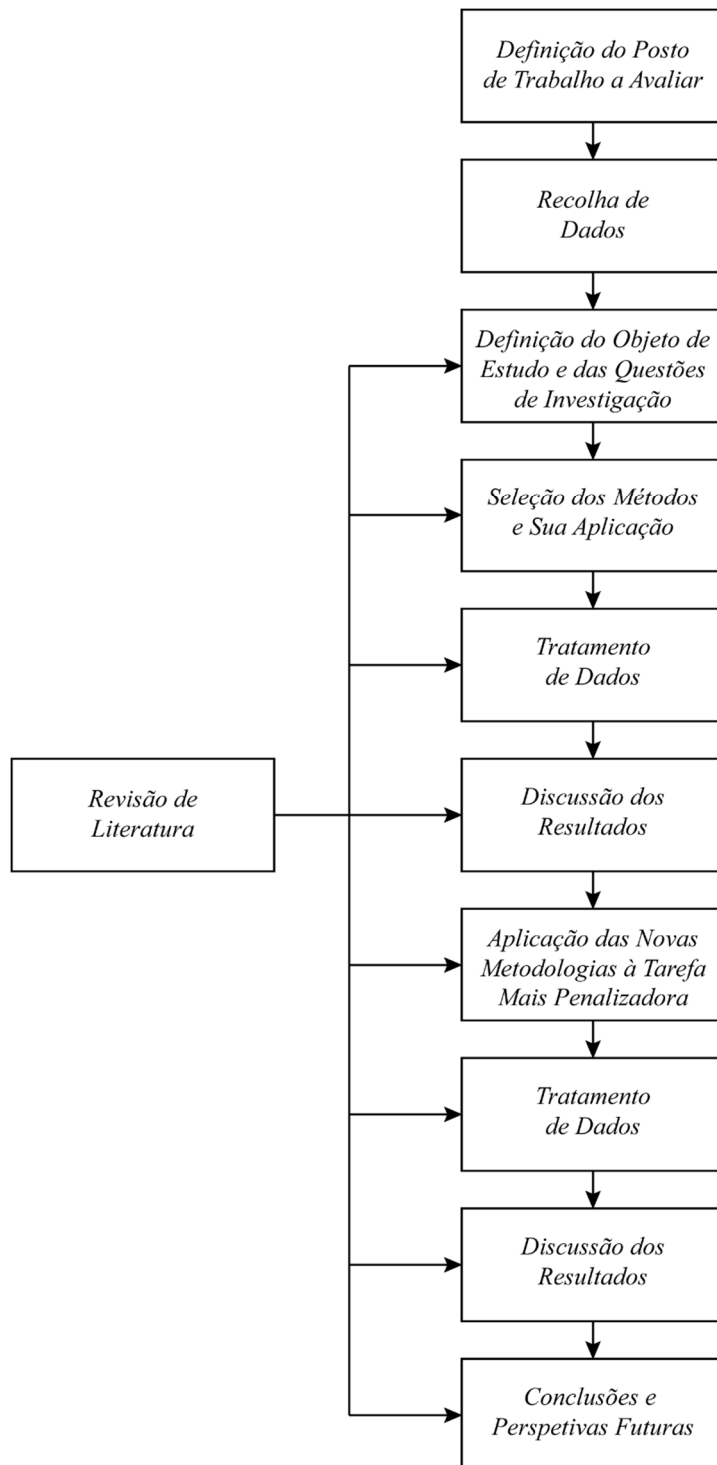 Definição do Posto
de Trabalho a Avaliar
Recolha de
Dados
Definição do Objeto de
Estudo e das Questões
de Investigação
Seleção dos Métodos
e Sua Aplicação
Tratamento
de Dados
Revisão de
Literatura
Discussão dos
Resultados
Aplicação das Novas
Metodologias à Tarefa
Mais Penalizadora
Tratamento
de Dados
Discussão dos
Resultados
Conclusões e
Perspetivas Futuras